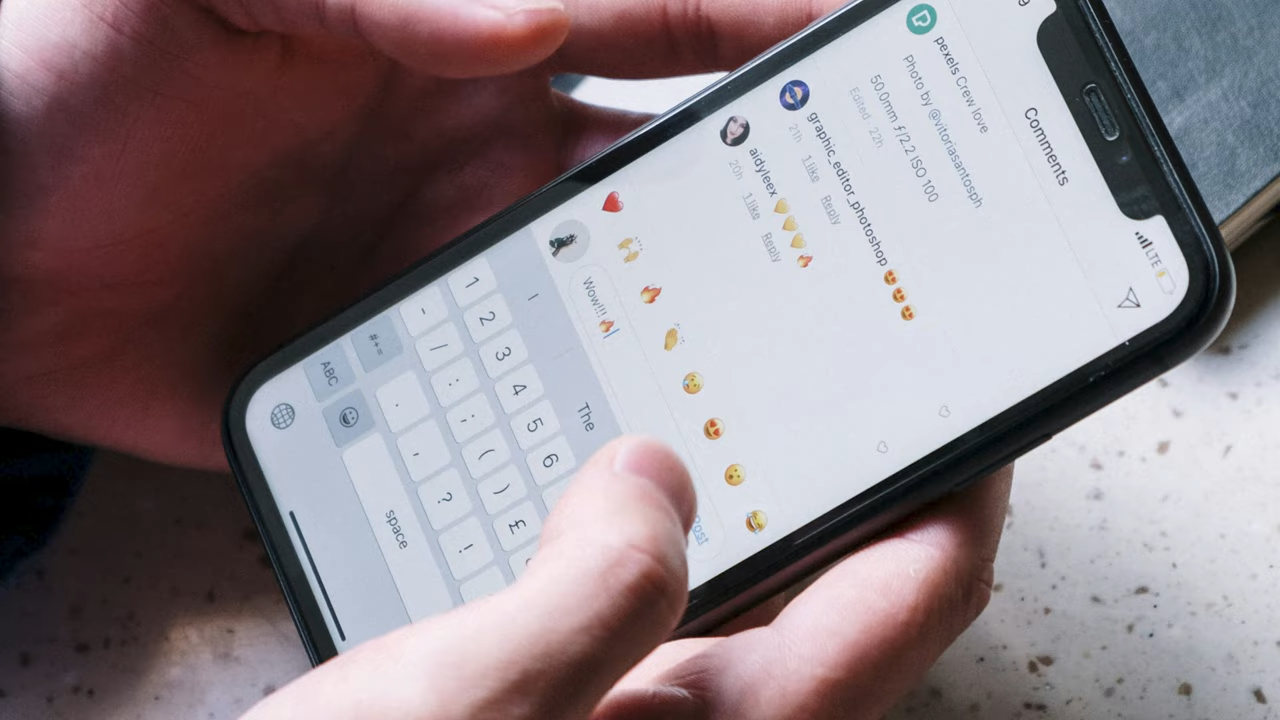 LTE
Comments
pexels Crew love
Photo by @vitoriasantosph
50.0mm ƒ/2.2 ISO 100
Edited · 22h
graphic_editor_photoshop 😍😍😍
21h 1 like Reply
aidyleex 💛💛💛🔥
20h 1 like Reply
❤️ 🙌 🔥 👏 😢 😍 😮 😂
Wow!!!🔥 Post
I The
1 2 3 4 5 6
- / : ; ( ) £
#+= . , ? !
ABC space